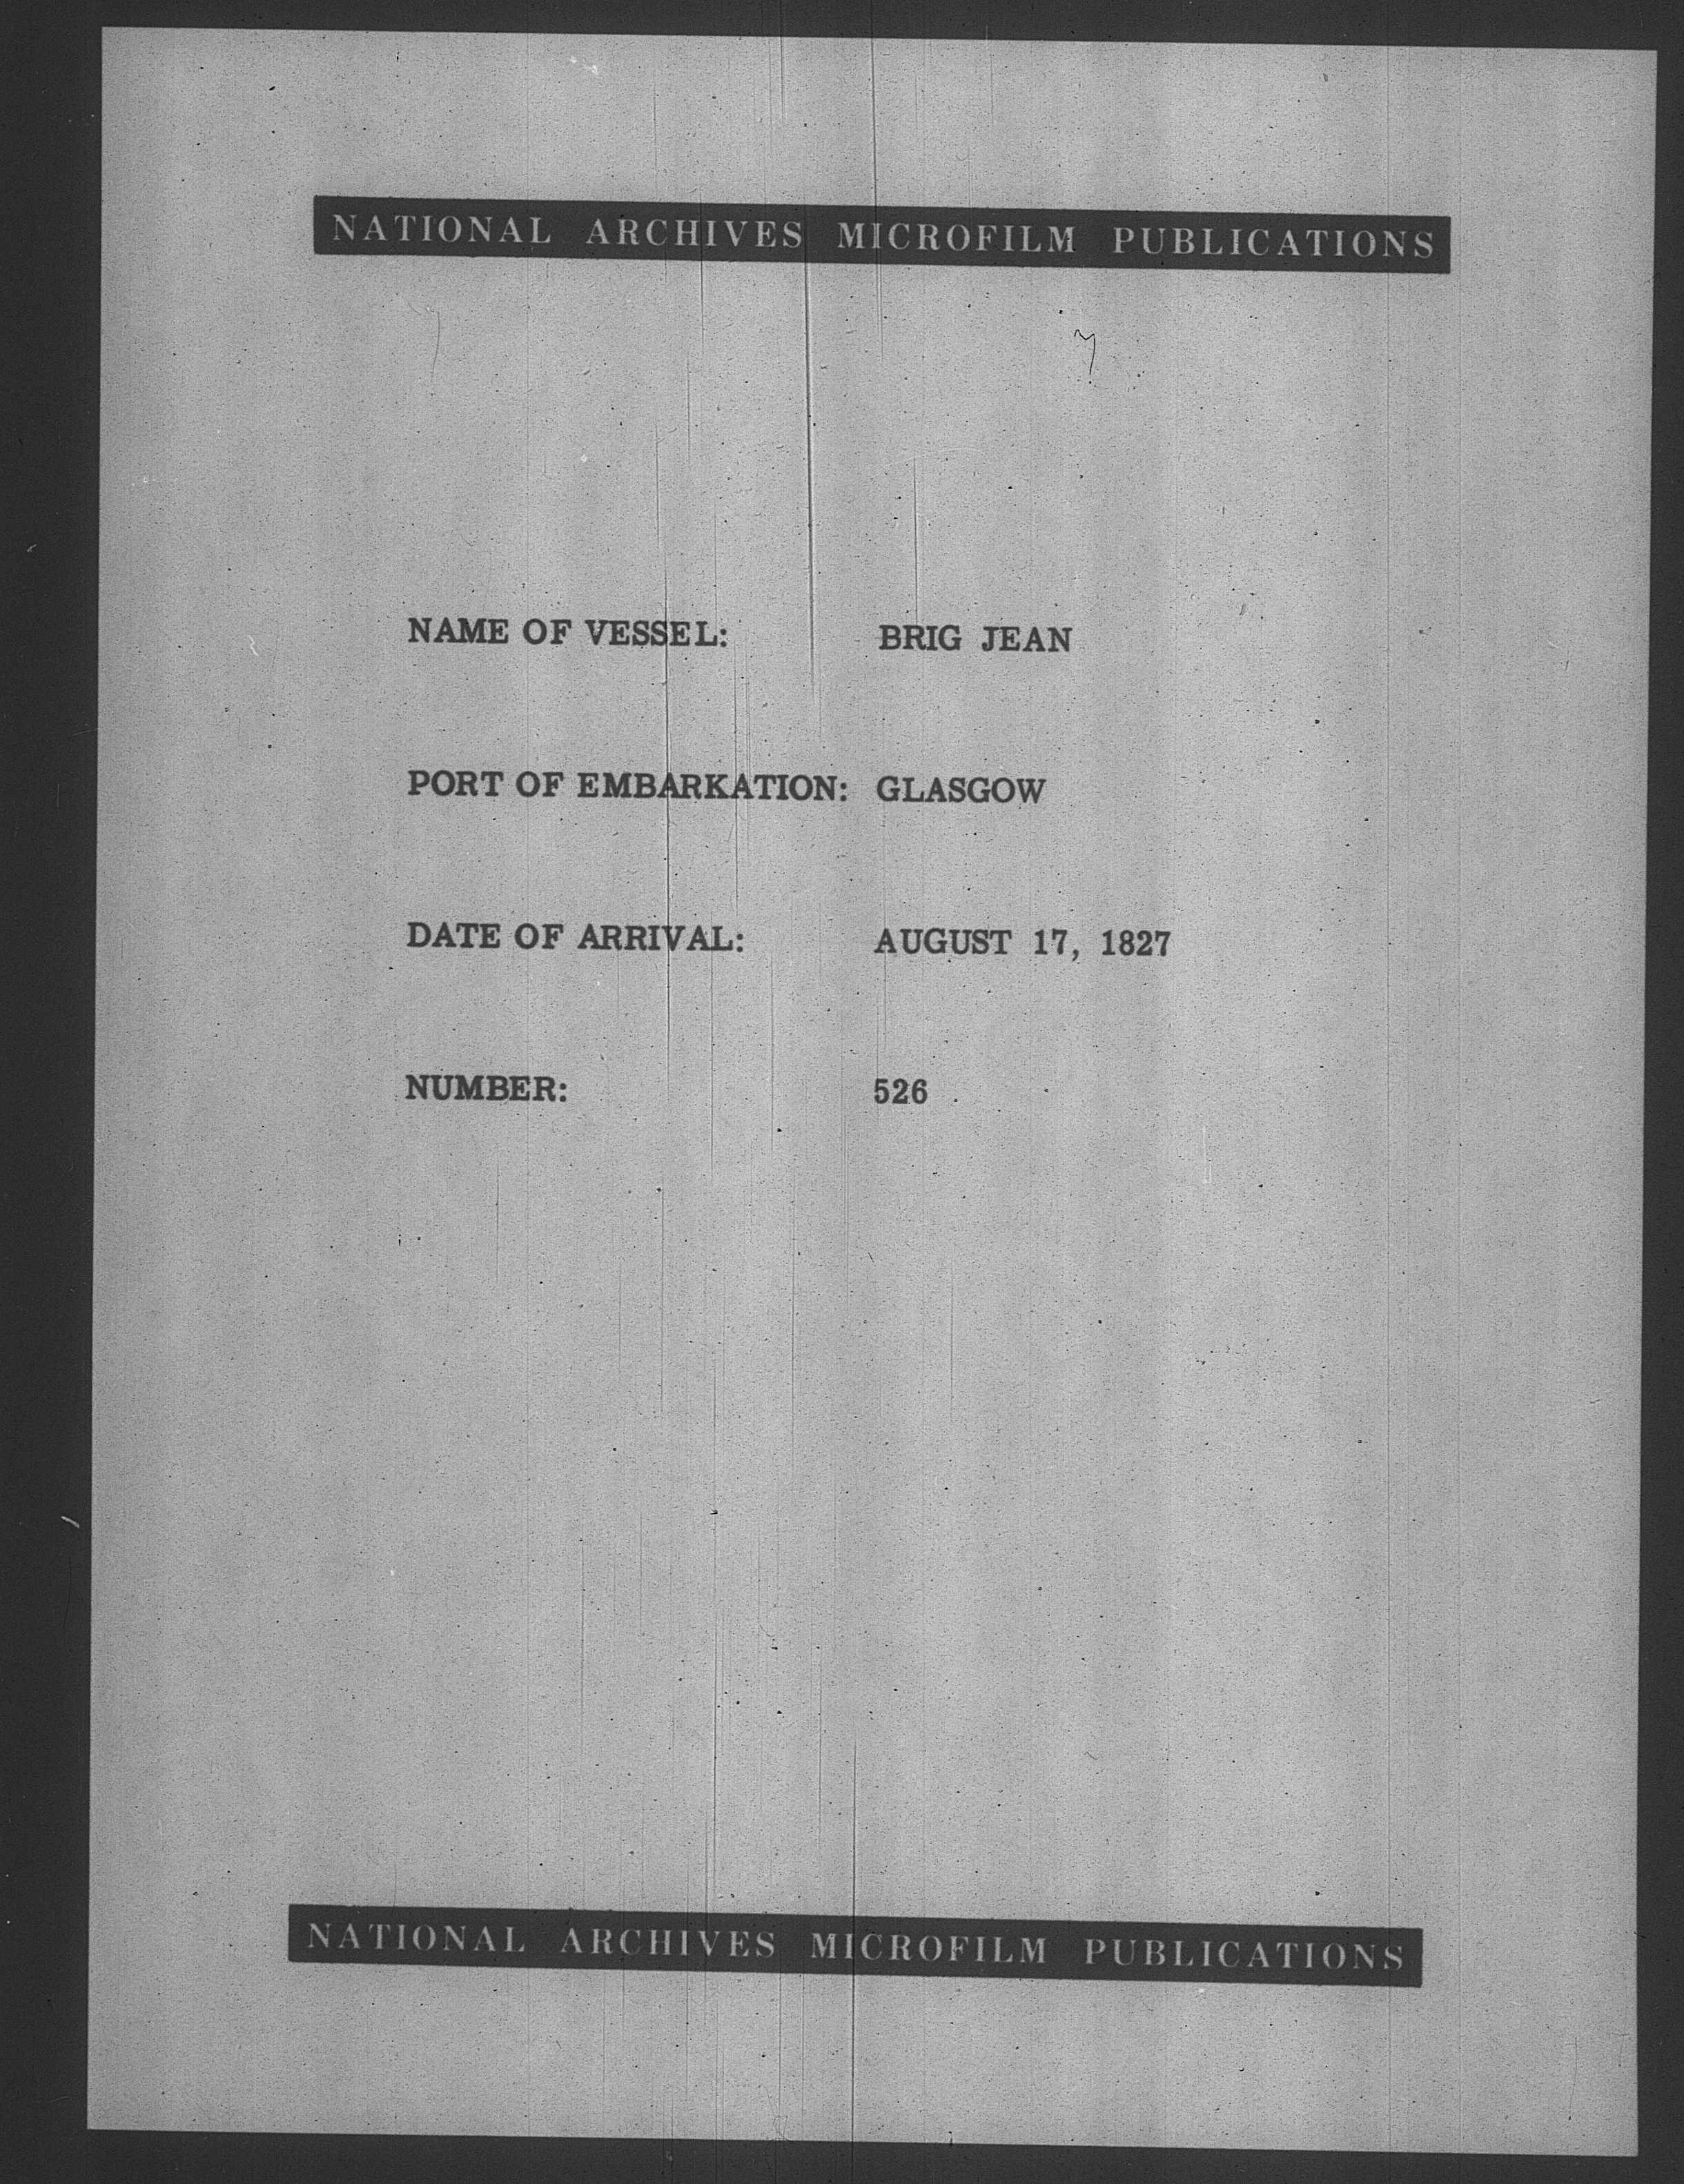 NATIONAL ARCHIVES MICROFILM PUBLICATIONS
NAME OF VESSEL: BRIG JEAN
PORT OF EMBARKATION: GLASGOW
DATE OF ARRIVAL: AUGUST 17, 1827
NUMBER: 526
NATIONAL ARCHIVES MICROFILM PUBLICATIONS